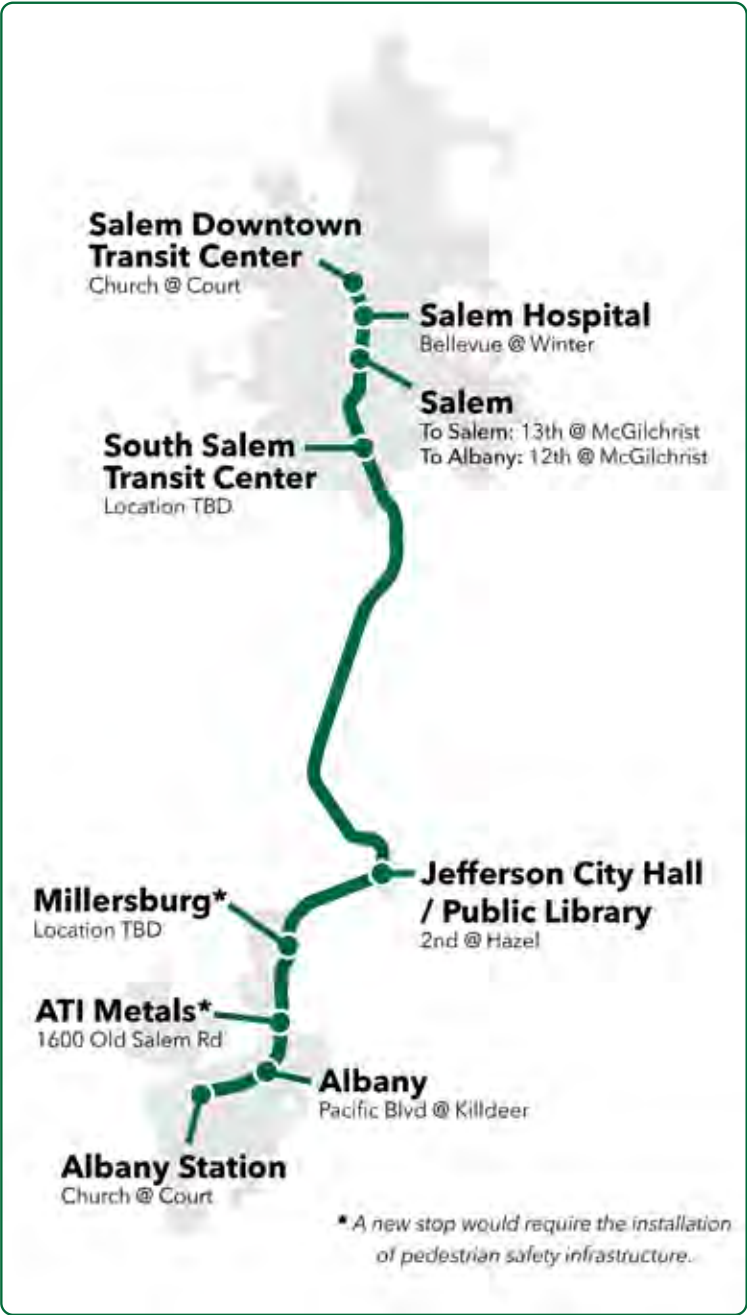 Salem Downtown
Transit Center
Church @ Court
Salem Hospital
Bellevue @ Winter
Salem
To Salem: 13th @ McGilchrist
To Albany: 12th @ McGilchrist
South Salem
Transit Center
Location TBD
Jefferson City Hall
/ Public Library
2nd @ Hazel
Millersburg*
Location TBD
ATI Metals*
1600 Old Salem Rd
Albany
Pacific Blvd @ Killdeer
Albany Station
Church @ Court
* A new stop would require the installation
of pedestrian safety infrastructure.